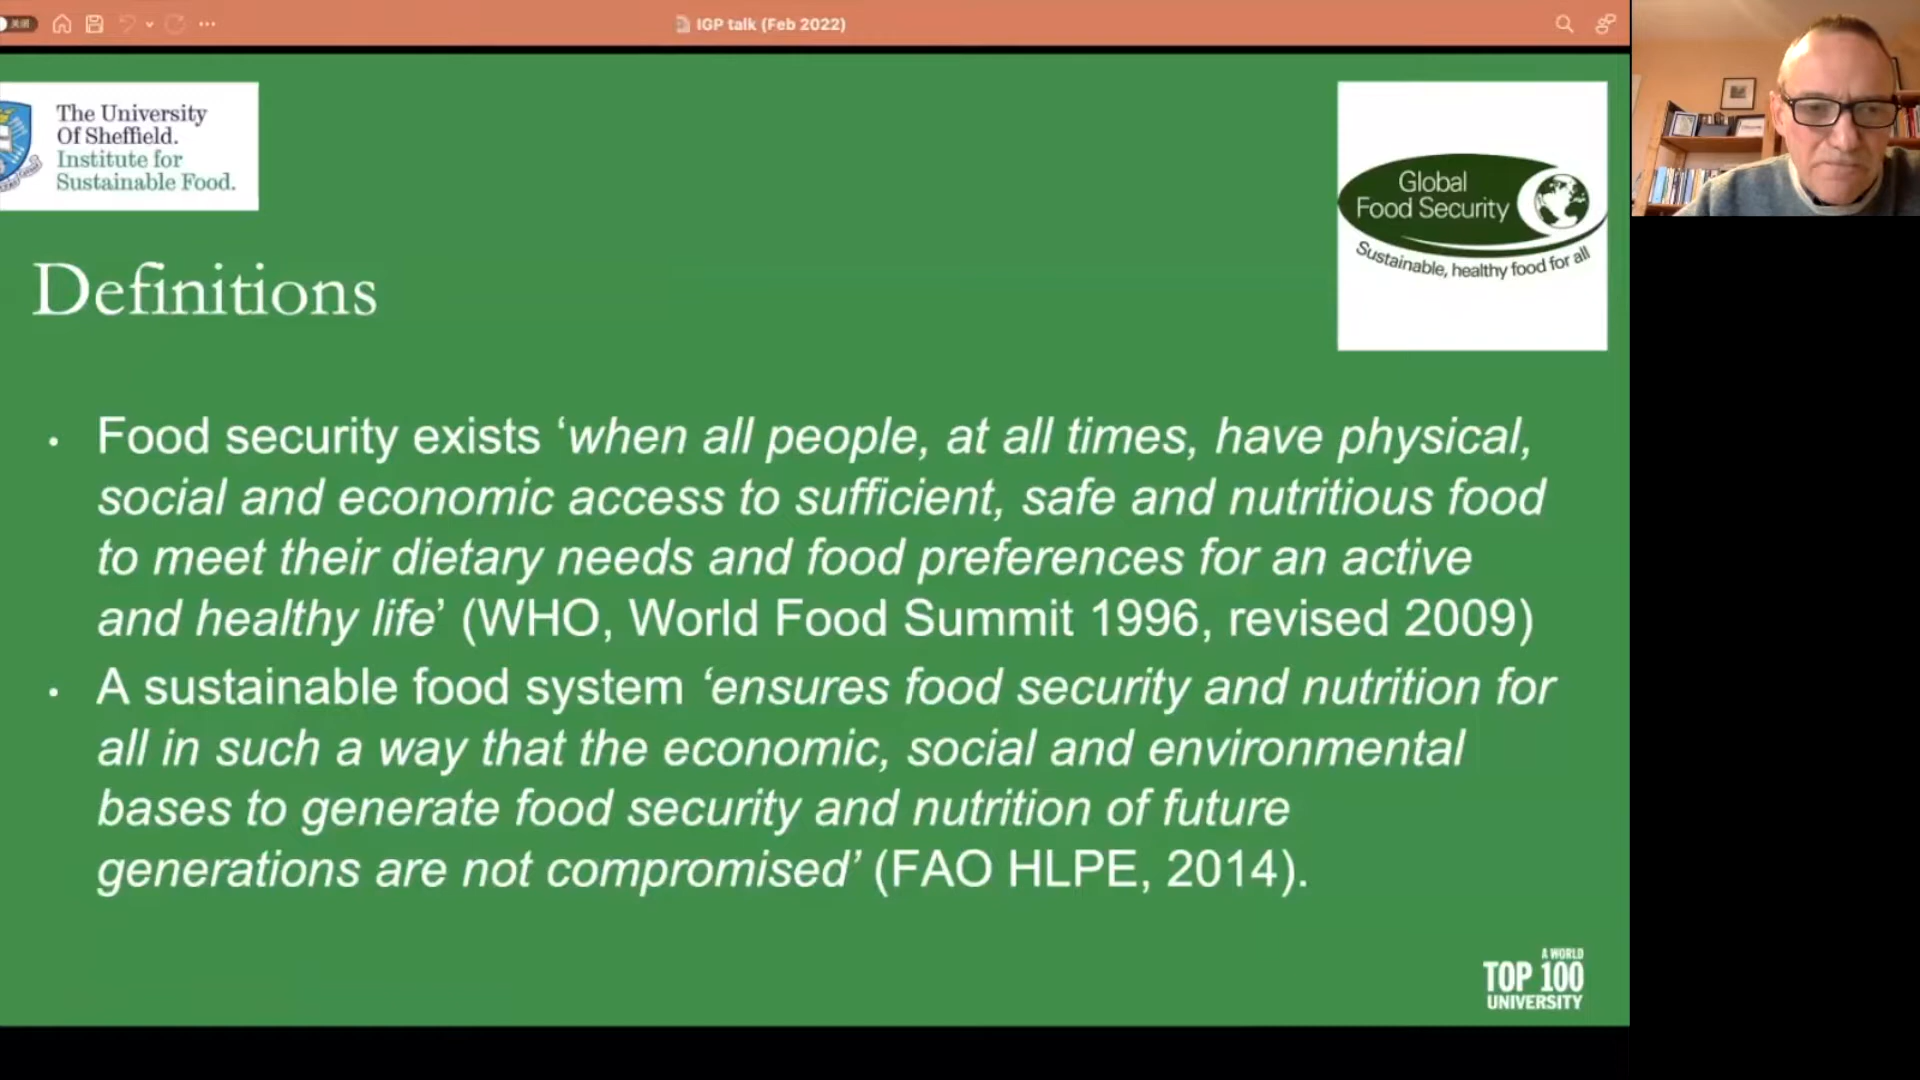 关闭
IGP talk (Feb 2022)
The University
Of Sheffield.
Institute for
Sustainable Food.
Global
Food Security
Sustainable, healthy food for all
Definitions
• Food security exists ‘when all people, at all times, have physical,
social and economic access to sufficient, safe and nutritious food
to meet their dietary needs and food preferences for an active
and healthy life’ (WHO, World Food Summit 1996, revised 2009)
• A sustainable food system ‘ensures food security and nutrition for
all in such a way that the economic, social and environmental
bases to generate food security and nutrition of future
generations are not compromised’ (FAO HLPE, 2014).
A WORLD
TOP 100
UNIVERSITY